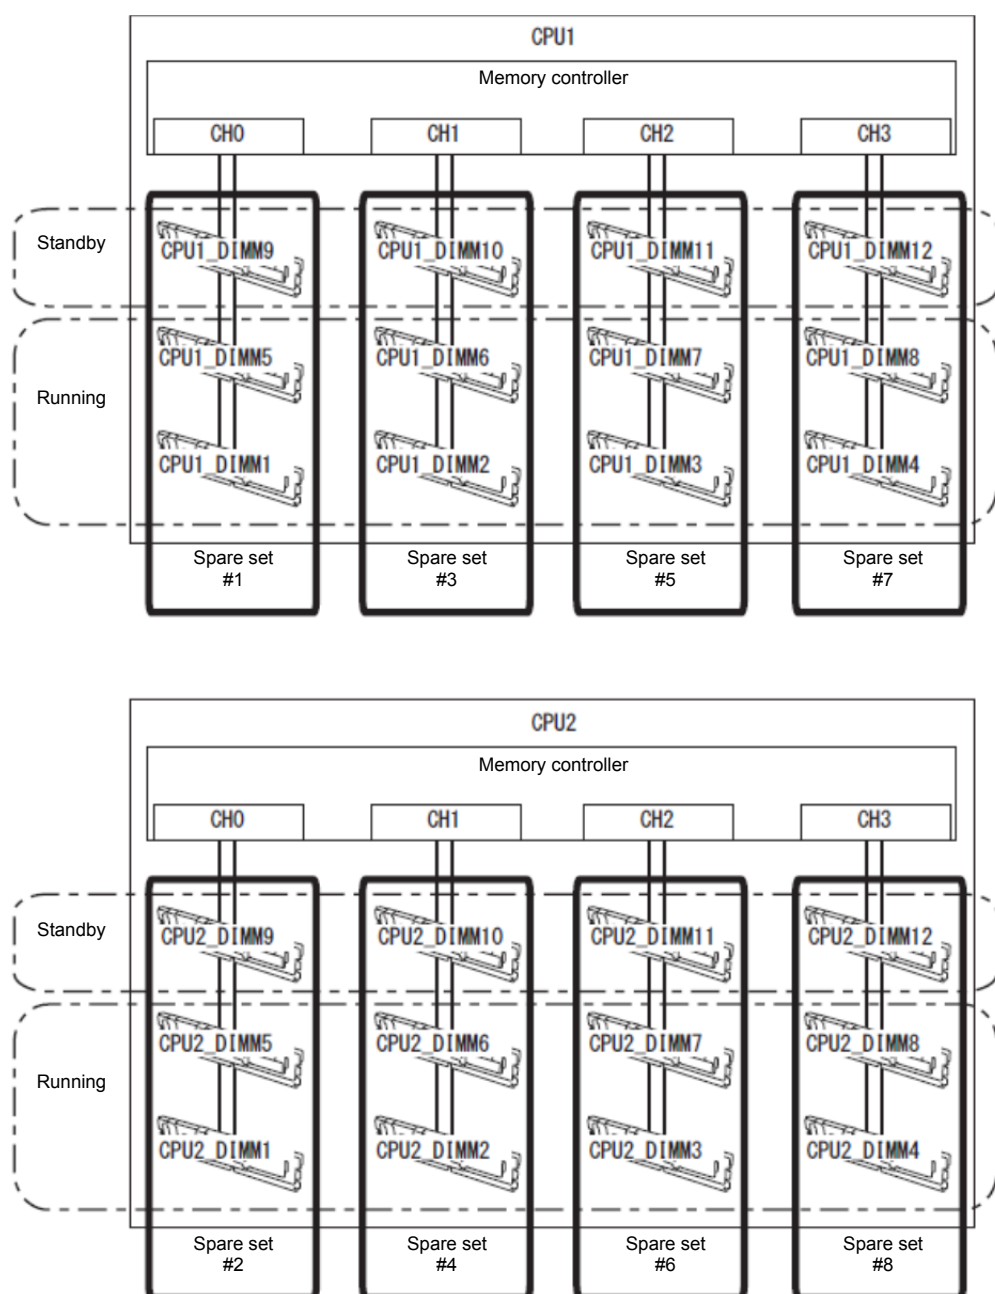 CPU1
Memory controller
CH0 CH1 CH2 CH3
Standby
CPU1_DIMM9 CPU1_DIMM10 CPU1_DIMM11 CPU1_DIMM12
CPU1_DIMM5 CPU1_DIMM6 CPU1_DIMM7 CPU1_DIMM8
Running
CPU1_DIMM1 CPU1_DIMM2 CPU1_DIMM3 CPU1_DIMM4
Spare set Spare set Spare set Spare set
#1 #3 #5 #7
CPU2
Memory controller
CH0 CH1 CH2 CH3
Standby
CPU2_DIMM9 CPU2_DIMM10 CPU2_DIMM11 CPU2_DIMM12
CPU2_DIMM5 CPU2_DIMM6 CPU2_DIMM7 CPU2_DIMM8
Running
CPU2_DIMM1 CPU2_DIMM2 CPU2_DIMM3 CPU2_DIMM4
Spare set Spare set Spare set Spare set
#2 #4 #6 #8